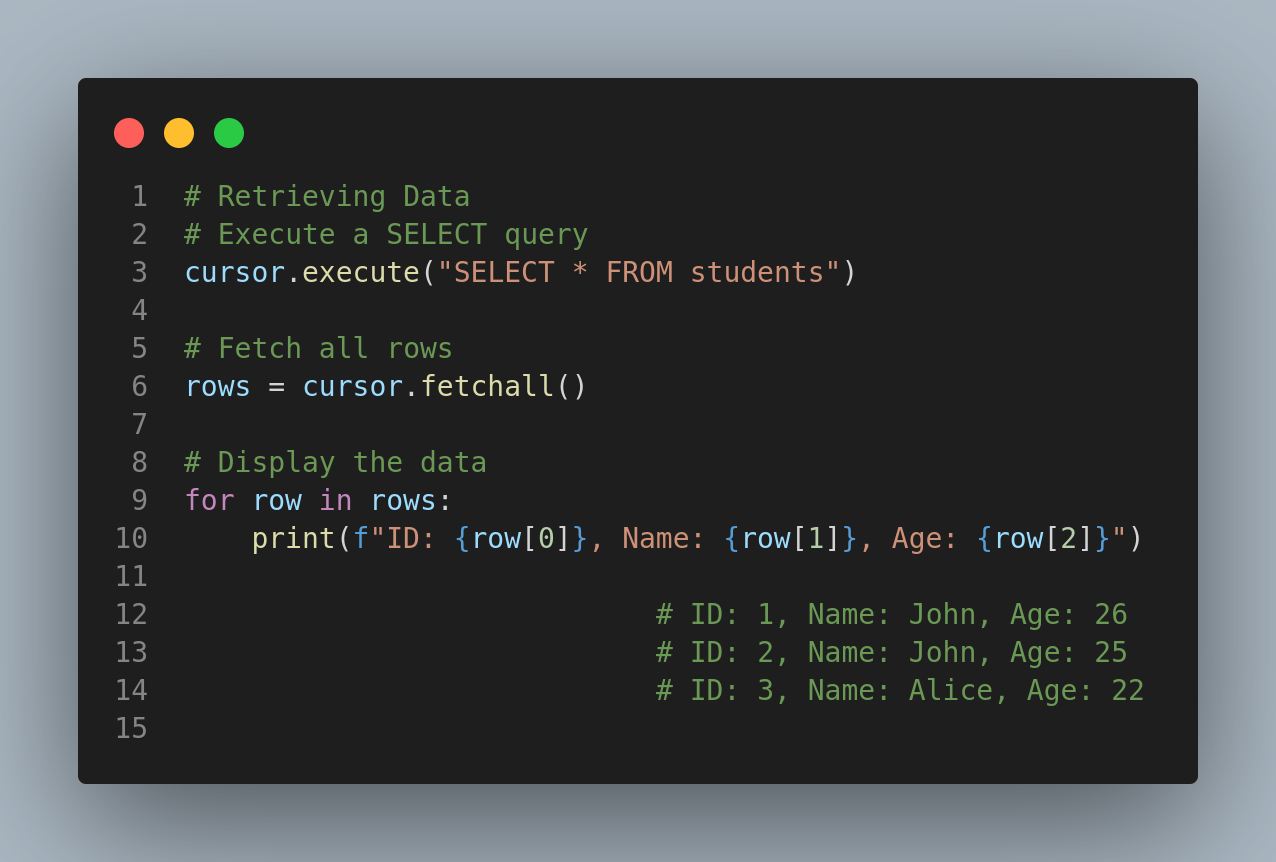 1 # Retrieving Data
2 # Execute a SELECT query
3 cursor.execute("SELECT * FROM students")
4
5 # Fetch all rows
6 rows = cursor.fetchall()
7
8 # Display the data
9 for row in rows:
10     print(f"ID: {row[0]}, Name: {row[1]}, Age: {row[2]}")
11
12                             # ID: 1, Name: John, Age: 26
13                             # ID: 2, Name: John, Age: 25
14                             # ID: 3, Name: Alice, Age: 22
15